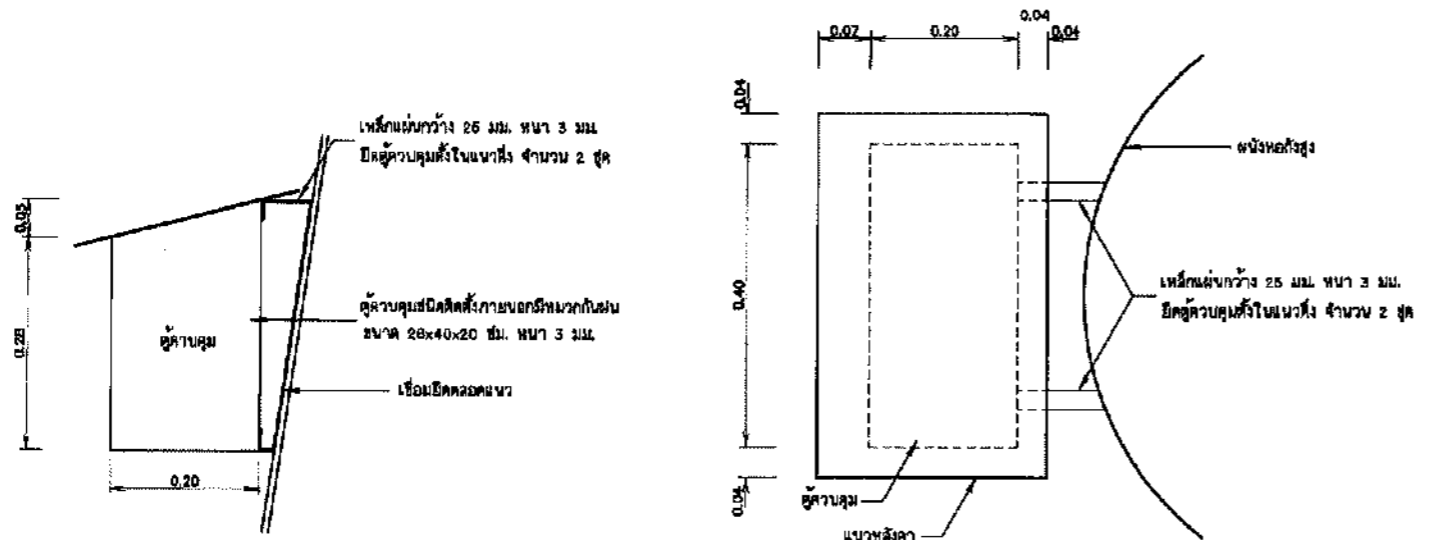 เหล็กแผ่นกว้าง 25 มม. หนา 3 มม.
ยึดตู้ควบคุมตั้งในแนวดิ่ง จำนวน 2 ชุด
0.05
0.28
ตู้ควบคุม
ตู้ควบคุมชนิดติดตั้งภายนอกมีหมวกกันฝน
ขนาด 28x40x20 ซม. หนา 3 มม.
เชื่อมยึดตลอดแนว
0.20
0.04
0.07
0.20
0.04
0.04
ผนังหอถังสูง
0.40
เหล็กแผ่นกว้าง 25 มม. หนา 3 มม.
ยึดตู้ควบคุมตั้งในแนวดิ่ง จำนวน 2 ชุด
0.04
ตู้ควบคุม
แนวหลังคา